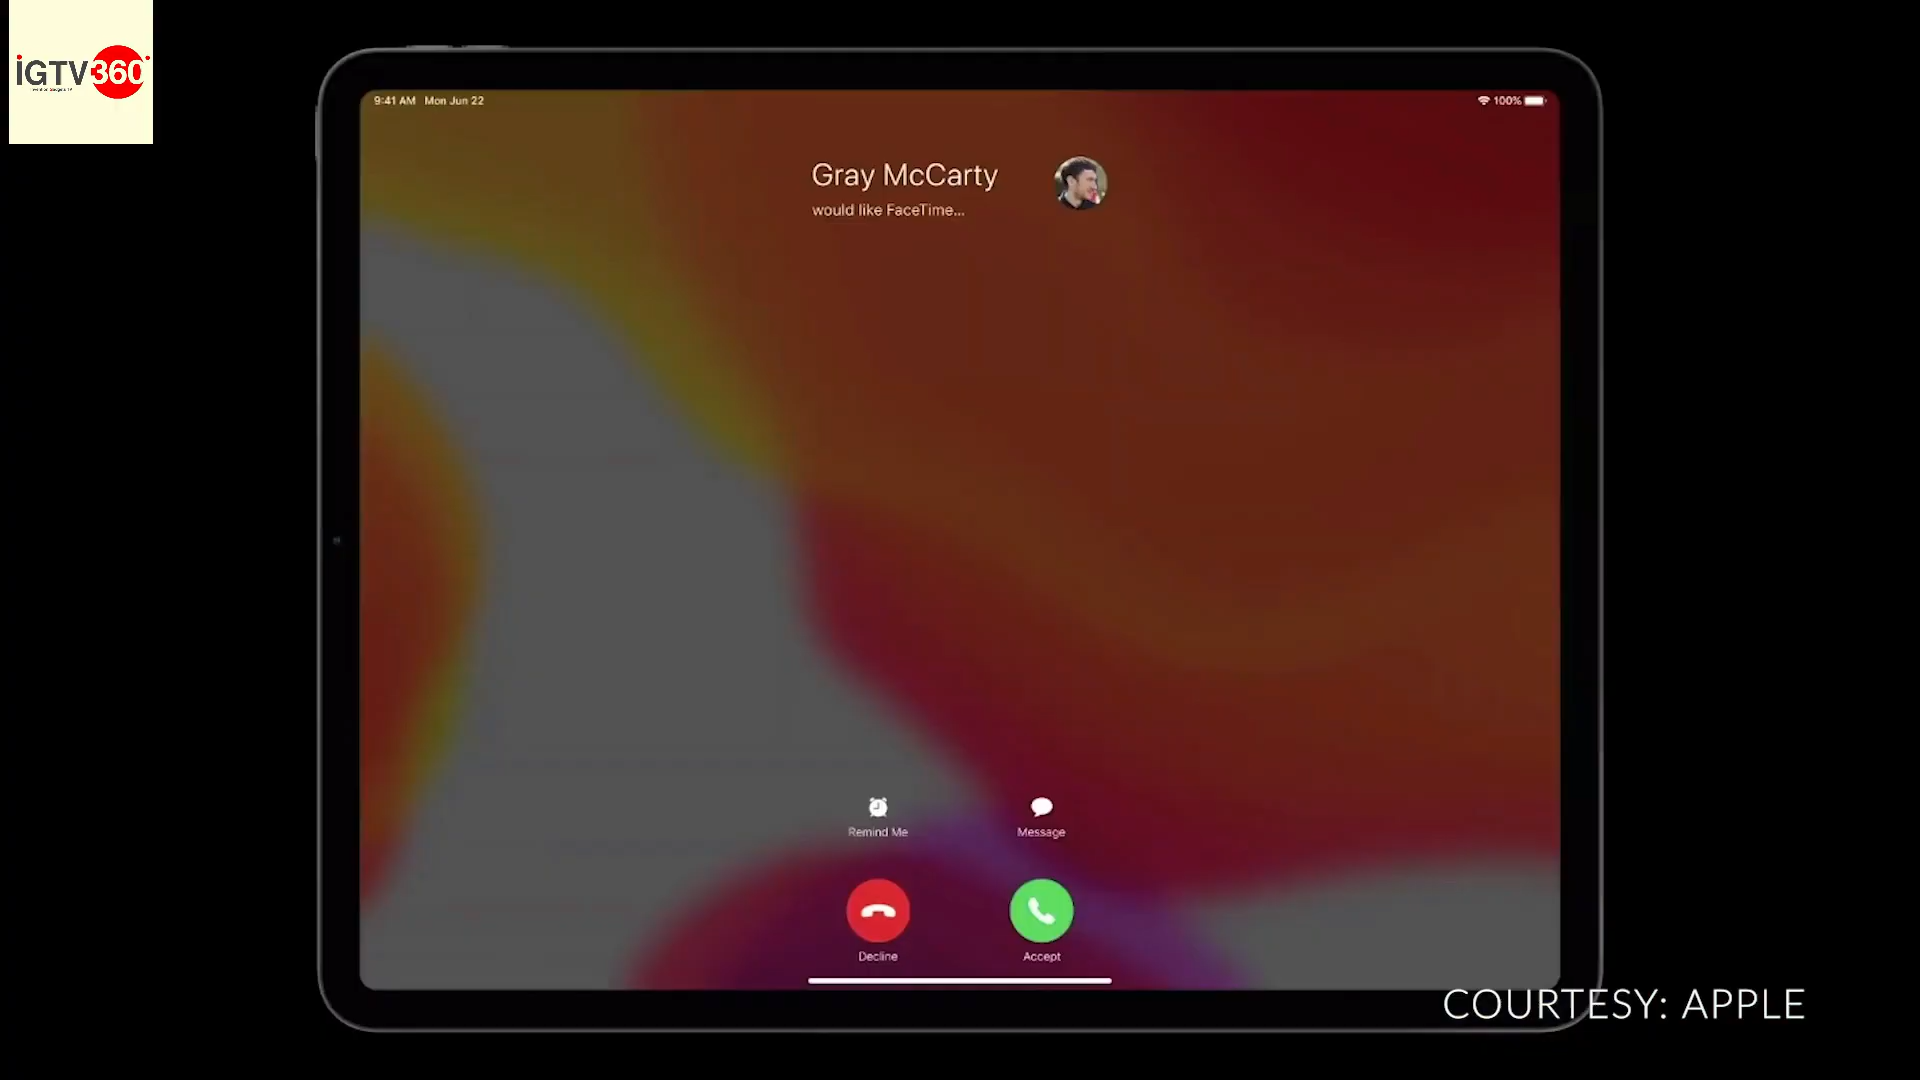 iGTV360
9:41 AM Mon Jun 22
100%
Gray McCarty
would like FaceTime...
Remind Me
Message
Decline
Accept
COURTESY: APPLE